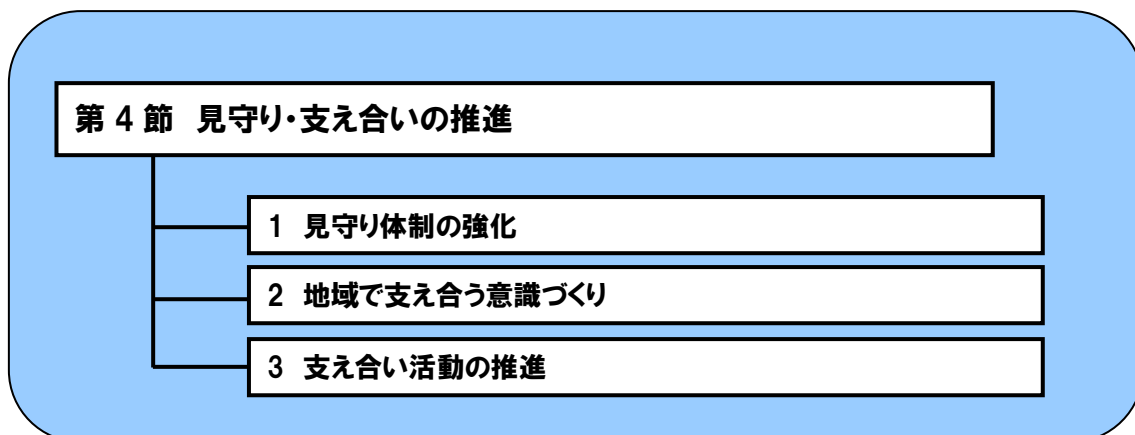 第４節　見守り・支え合いの推進
１　見守り体制の強化
２　地域で支え合う意識づくり
３　支え合い活動の推進